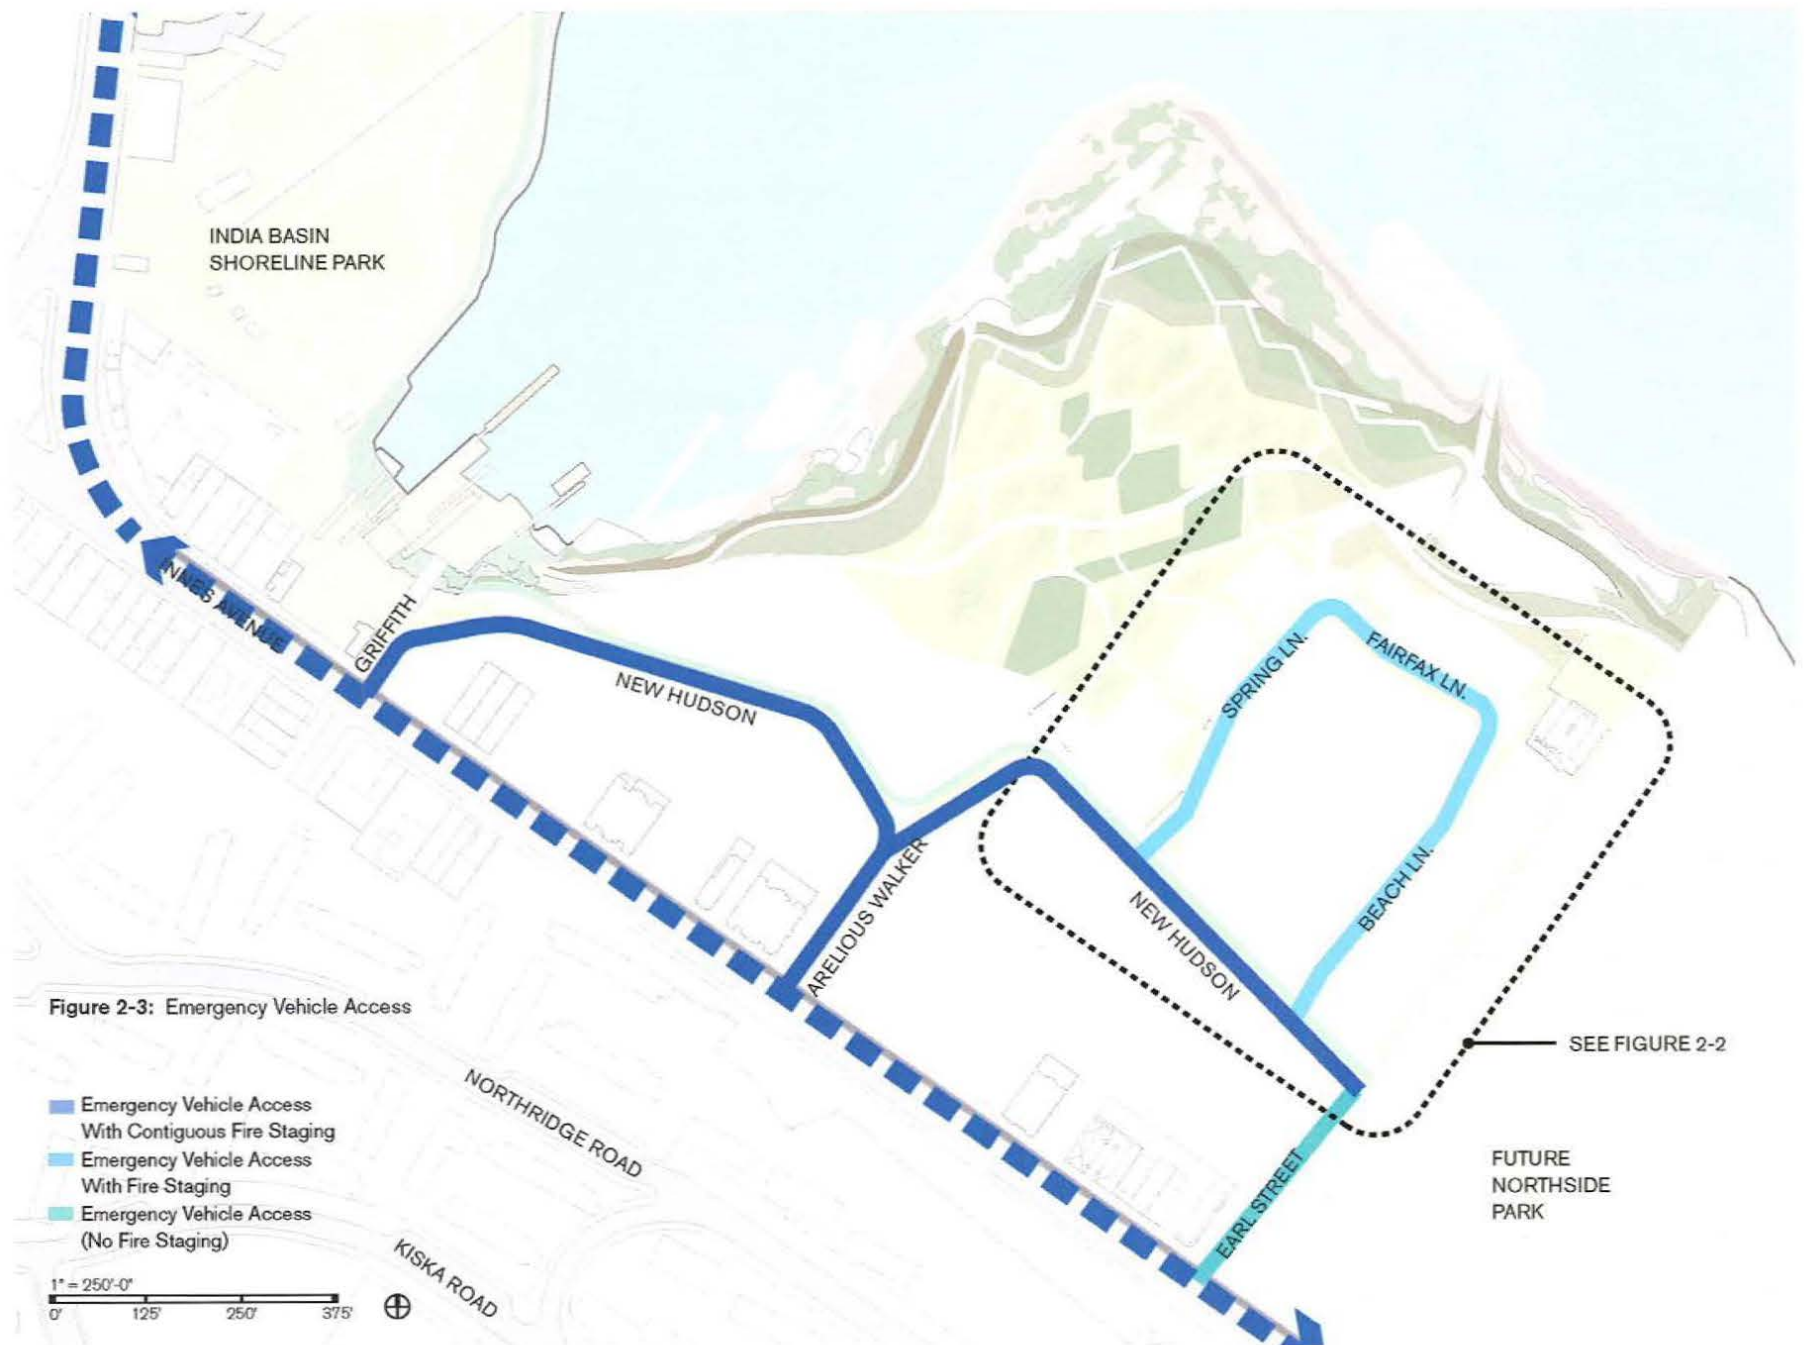 INDIA BASIN
SHORELINE PARK
INNES AVENUE
GRIFFITH
NEW HUDSON
SPRING LN.
FAIRFAX LN.
BEACH LN.
ARELIOUS WALKER
NEW HUDSON
SEE FIGURE 2-2
EARL STREET
FUTURE
NORTHSIDE
PARK
NORTHRIDGE ROAD
KISKA ROAD
Figure 2-3: Emergency Vehicle Access
Emergency Vehicle Access
With Contiguous Fire Staging
Emergency Vehicle Access
With Fire Staging
Emergency Vehicle Access
(No Fire Staging)
1" = 250'-0"
0' 125' 250' 375'